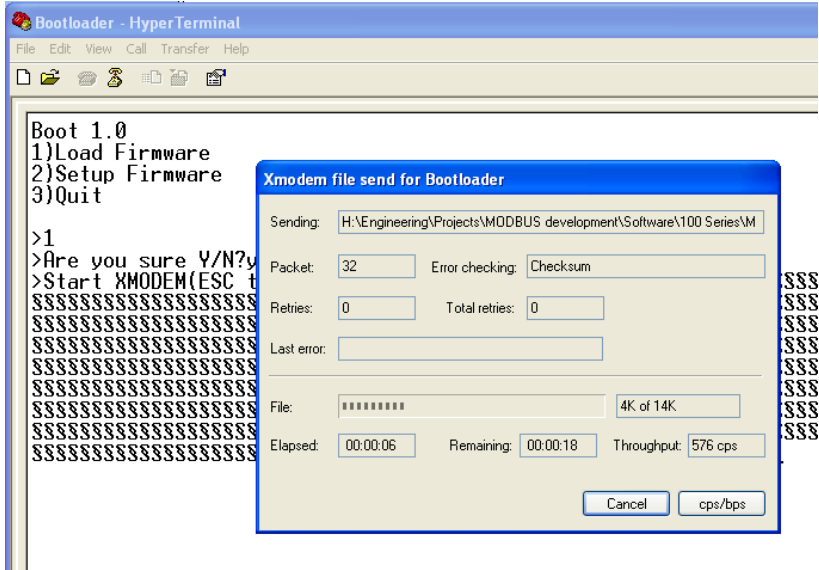 Bootloader - HyperTerminal
File Edit View Call Transfer Help
Boot 1.0
1)Load Firmware
2)Setup Firmware
3)Quit
>1
>Are you sure Y/N?y
>Start XMODEM(ESC t
§§§§§§§§§§§§§§§§§§§ §§§
§§§§§§§§§§§§§§§§§§§ §§§
§§§§§§§§§§§§§§§§§§§ §§§
§§§§§§§§§§§§§§§§§§§ §§§
§§§§§§§§§§§§§§§§§§§ §§§
§§§§§§§§§§§§§§§§§§§ §§§
§§§§§§§§§§§§§§§§§§§ §§§
§§§§§§§§§§§§§§§§§§§
Xmodem file send for Bootloader
Sending: H:\Engineering\Projects\MODBUS development\Software\100 Series\M
Packet: 32 Error checking: Checksum
Retries: 0 Total retries: 0
Last error:
File: 4K of 14K
Elapsed: 00:00:06 Remaining: 00:00:18 Throughput: 576 cps
Cancel cps/bps